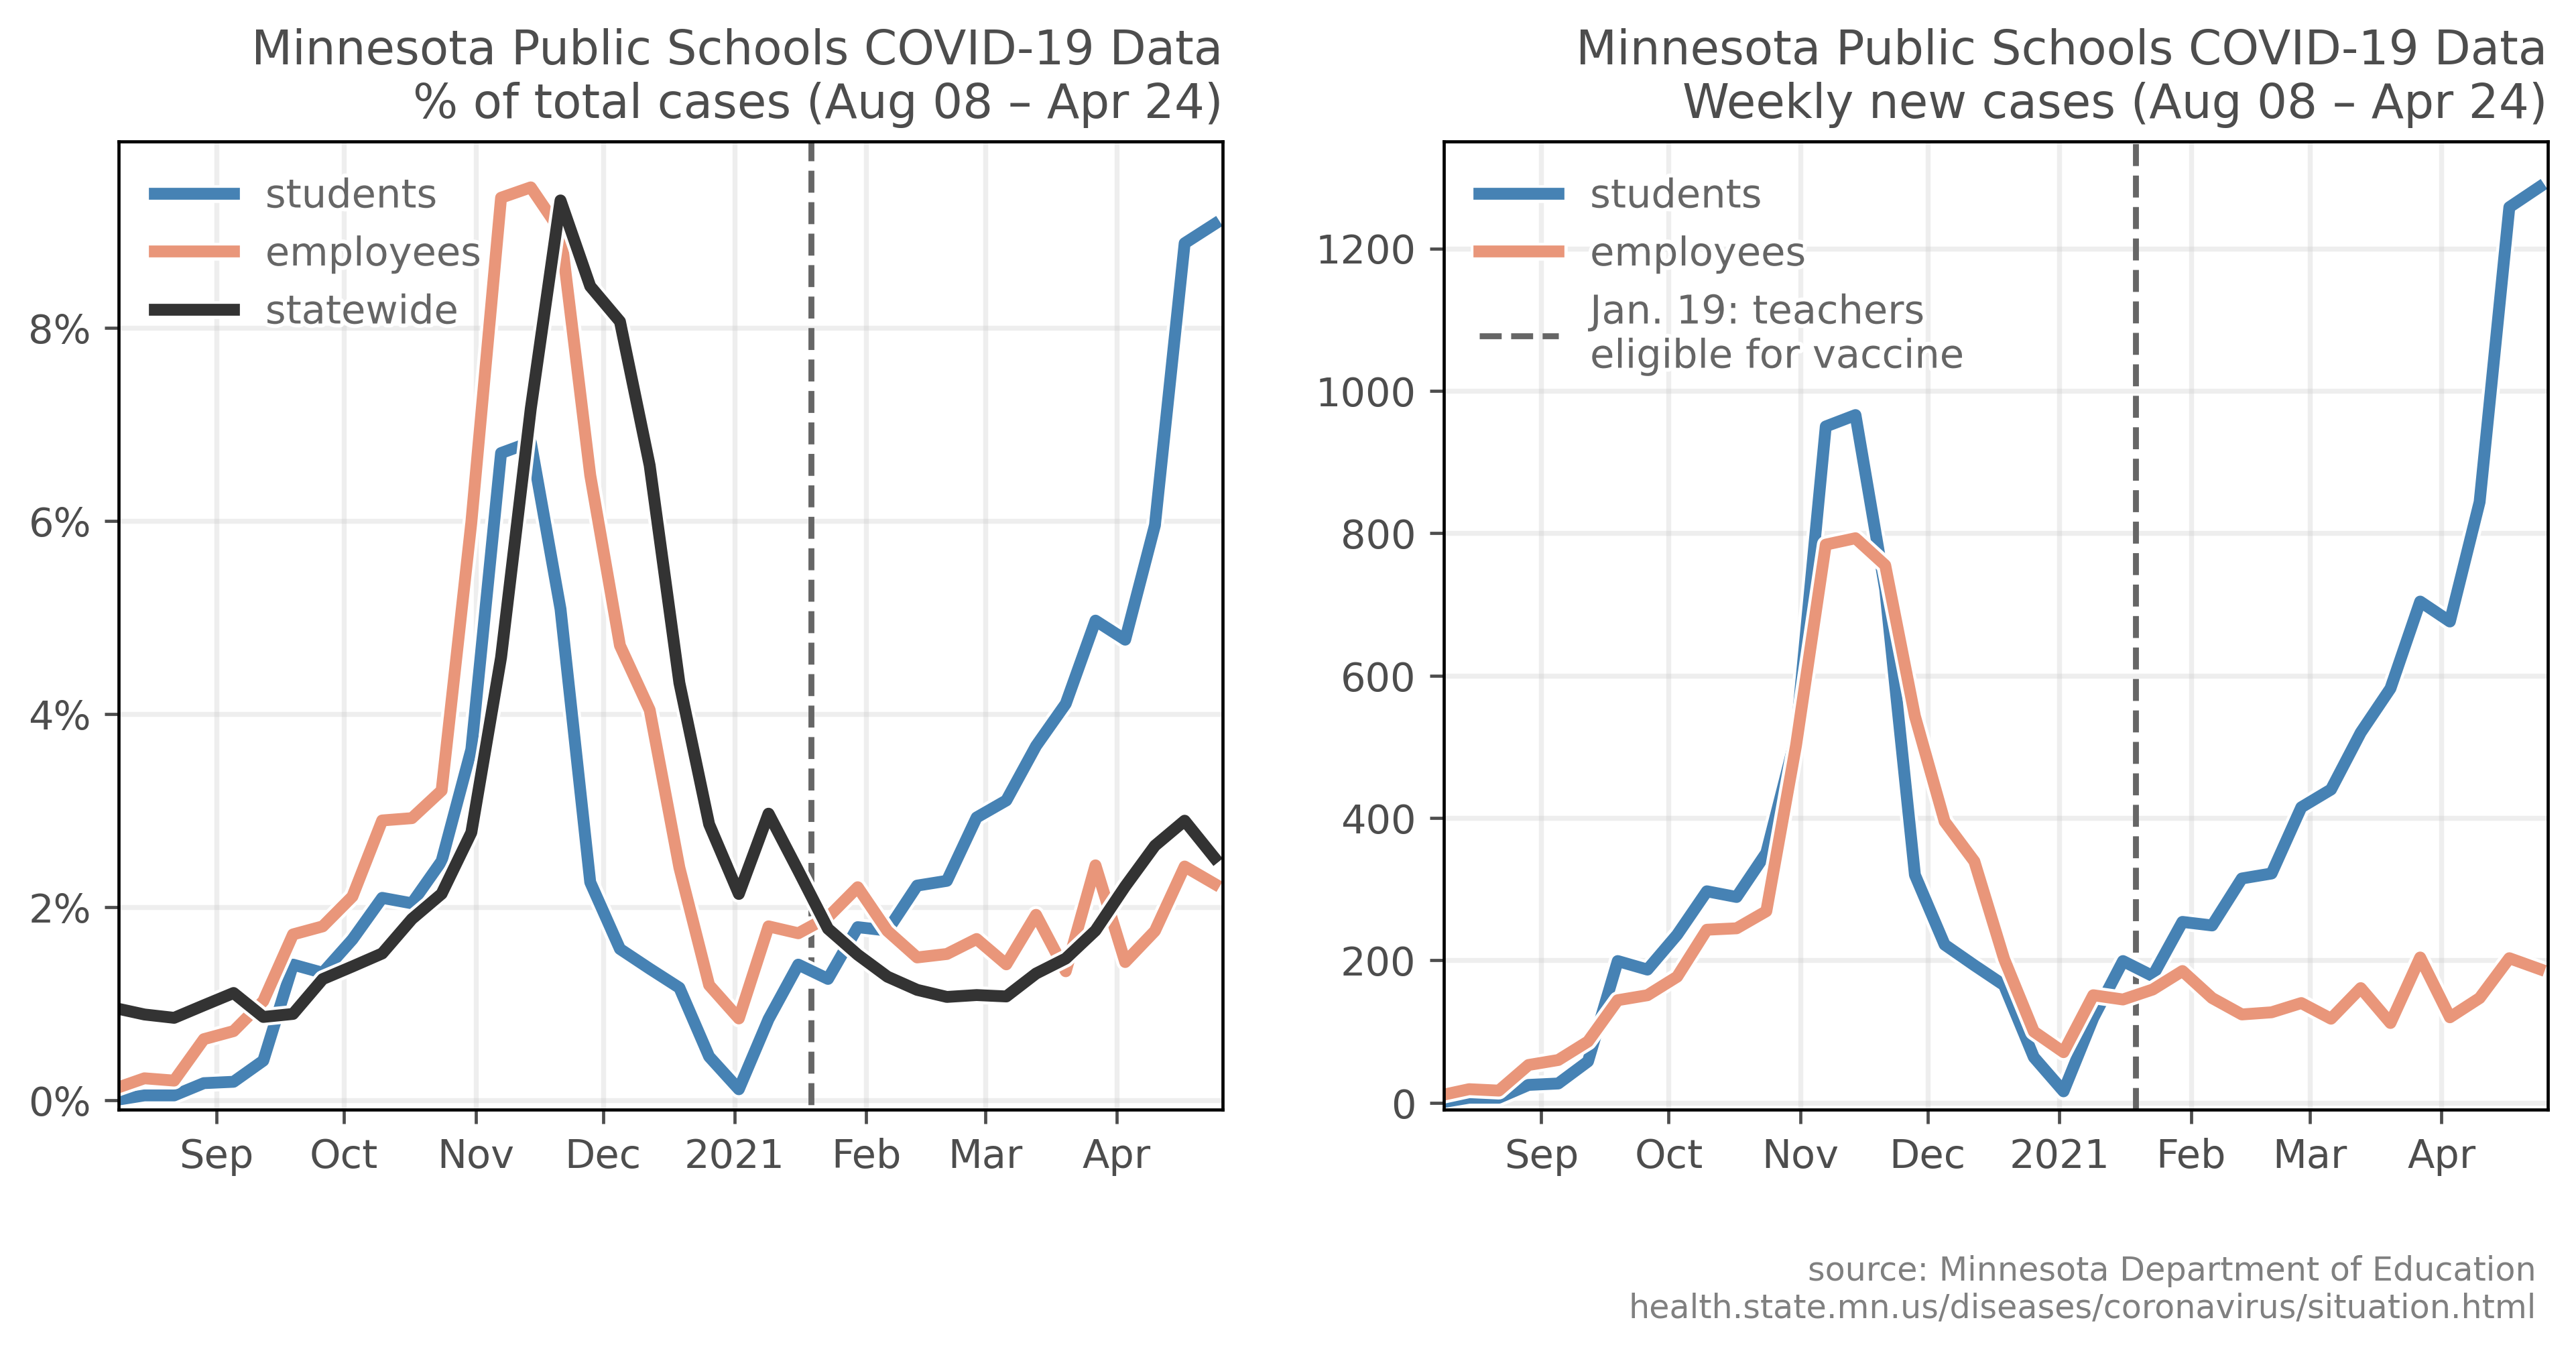 Minnesota Public Schools COVID-19 Data
% of total cases (Aug 08 – Apr 24)
students
employees
statewide
8%
6%
4%
2%
0%
Sep Oct Nov Dec 2021 Feb Mar Apr
Minnesota Public Schools COVID-19 Data
Weekly new cases (Aug 08 – Apr 24)
students
employees
Jan. 19: teachers
eligible for vaccine
1200
1000
800
600
400
200
0
Sep Oct Nov Dec 2021 Feb Mar Apr
source: Minnesota Department of Education
health.state.mn.us/diseases/coronavirus/situation.html